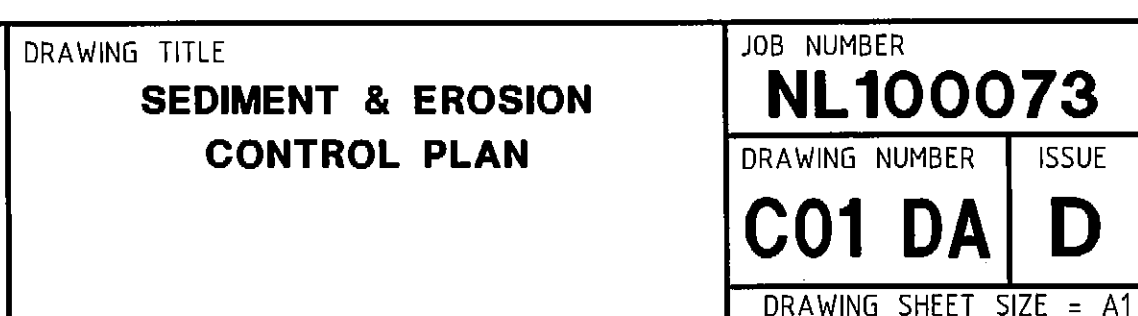 DRAWING TITLE
SEDIMENT & EROSION
CONTROL PLAN
JOB NUMBER
NL100073
DRAWING NUMBER
C01 DA
ISSUE
D
DRAWING SHEET SIZE = A1